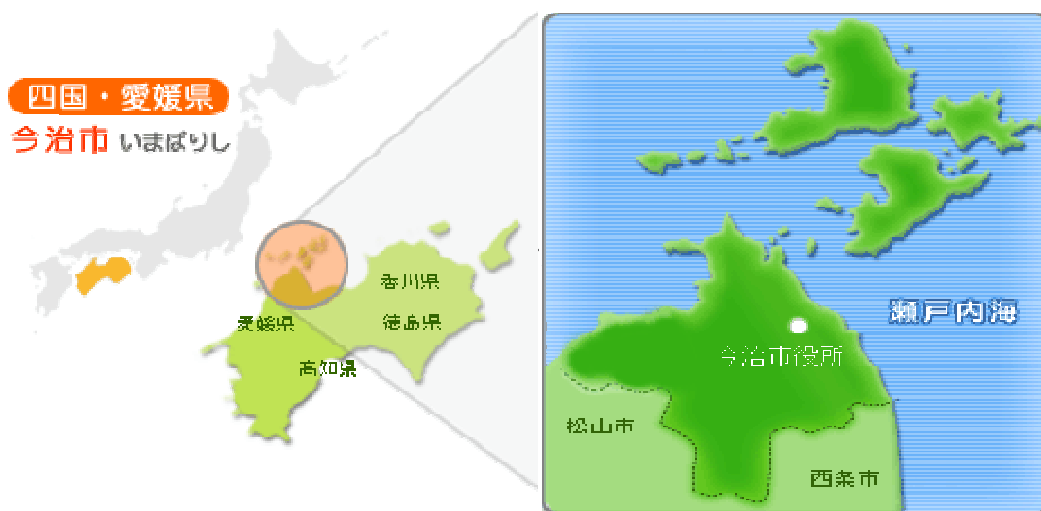 四国・愛媛県
今治市 いまばりし
香川県
愛媛県
徳島県
高知県
瀬戸内海
今治市役所
松山市
西条市